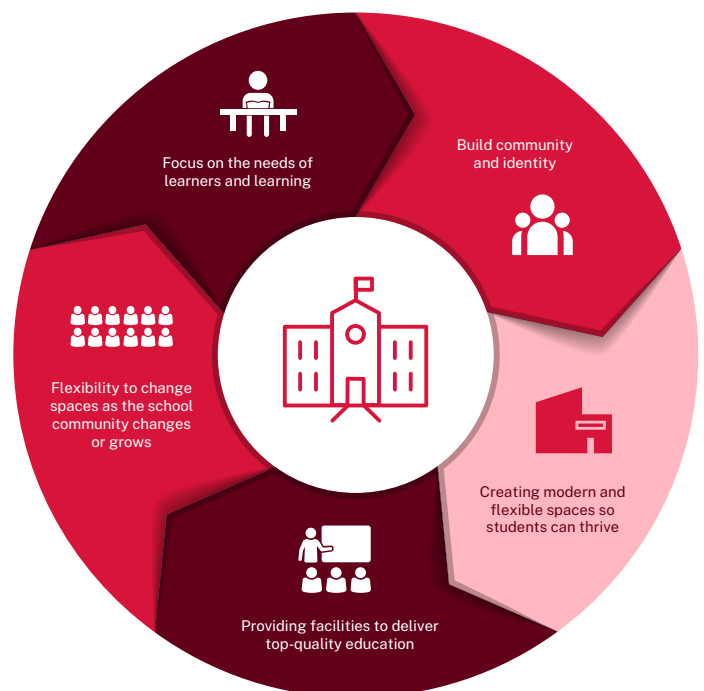 Focus on the needs of
learners and learning
Build community
and identity
Creating modern and
flexible spaces so
students can thrive
Providing facilities to deliver
top-quality education
Flexibility to change
spaces as the school
community changes
or grows